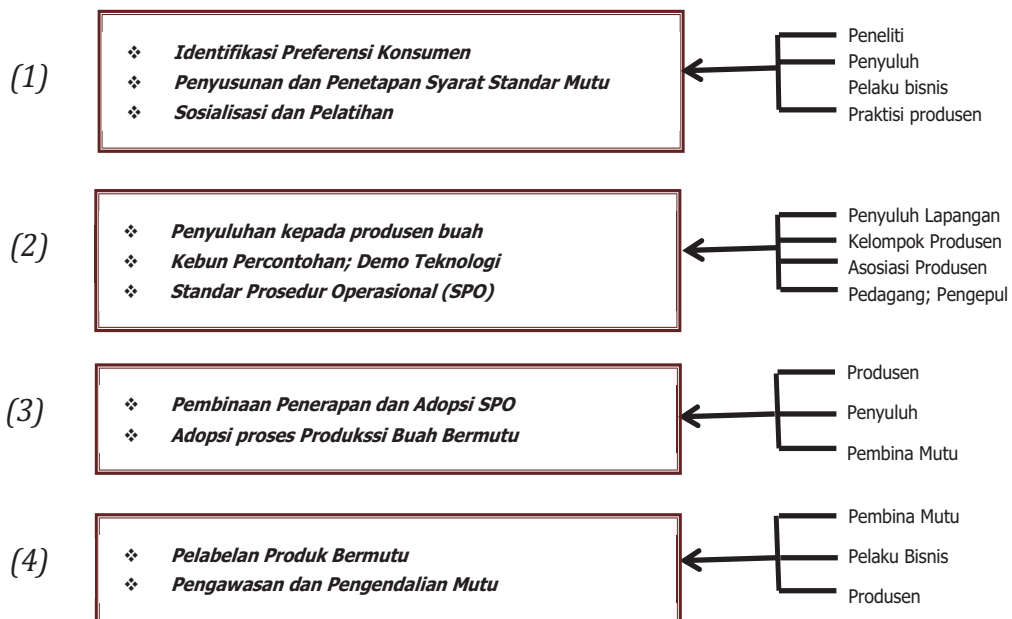 (1)
❖ Identifikasi Preferensi Konsumen
❖ Penyusunan dan Penetapan Syarat Standar Mutu
❖ Sosialisasi dan Pelatihan
Peneliti
Penyuluh
Pelaku bisnis
Praktisi produsen
(2)
❖ Penyuluhan kepada produsen buah
❖ Kebun Percontohan; Demo Teknologi
❖ Standar Prosedur Operasional (SPO)
Penyuluh Lapangan
Kelompok Produsen
Asosiasi Produsen
Pedagang; Pengepul
(3)
❖ Pembinaan Penerapan dan Adopsi SPO
❖ Adopsi proses Produkssi Buah Bermutu
Produsen
Penyuluh
Pembina Mutu
(4)
❖ Pelabelan Produk Bermutu
❖ Pengawasan dan Pengendalian Mutu
Pembina Mutu
Pelaku Bisnis
Produsen